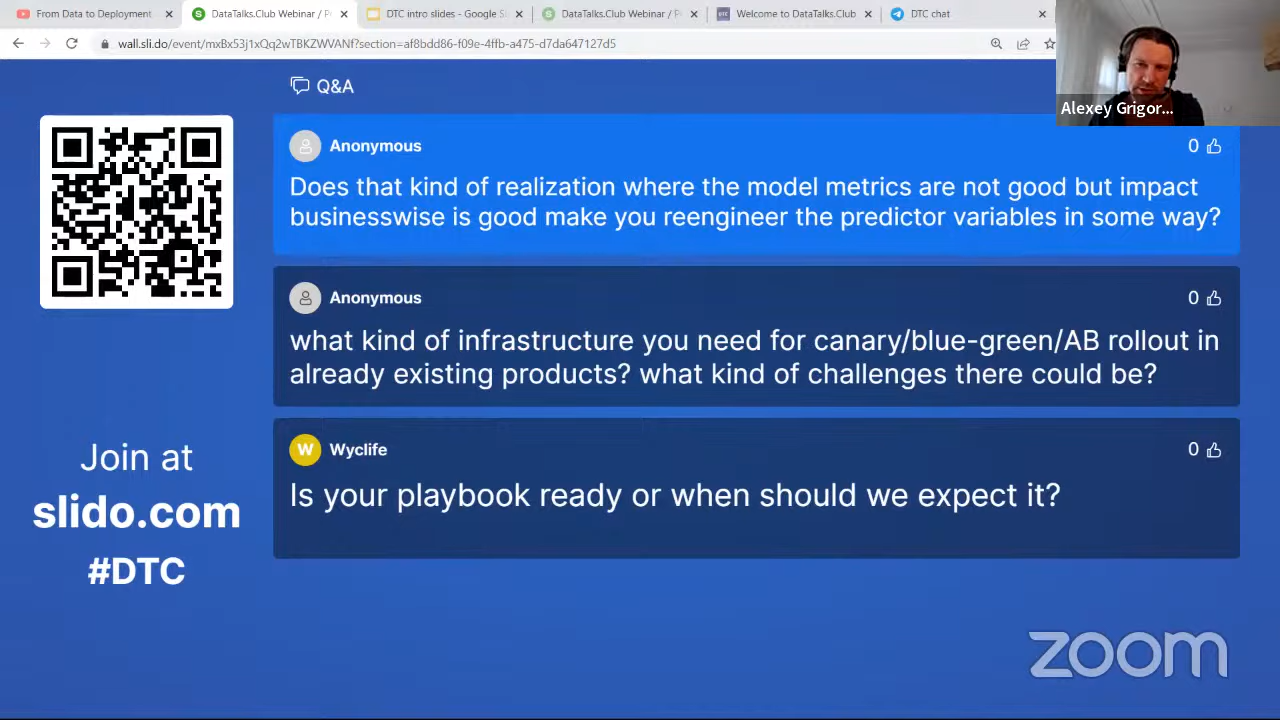 From Data to Deployment
DataTalks.Club Webinar / P
DTC intro slides - Google S
DataTalks.Club Webinar / P
Welcome to DataTalks.Club
DTC chat
wall.sli.do/event/mxBx53j1xQq2wTBKZWVANf?section=af8bdd86-f09e-4ffb-a475-d7da647127d5
Alexey Grigor...
Q&A
Anonymous
0
Does that kind of realization where the model metrics are not good but impact
businesswise is good make you reengineer the predictor variables in some way?
Anonymous
0
what kind of infrastructure you need for canary/blue-green/AB rollout in
already existing products? what kind of challenges there could be?
W
Wyclife
0
Is your playbook ready or when should we expect it?
Join at
slido.com
#DTC
zoom